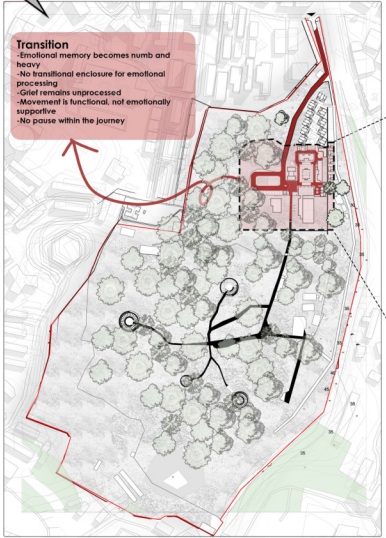 Transition
-Emotional memory becomes numb and
heavy
-No transitional enclosure for emotional
processing
-Grief remains unprocessed
-Movement is functional, not emotionally
supportive
-No pause within the journey